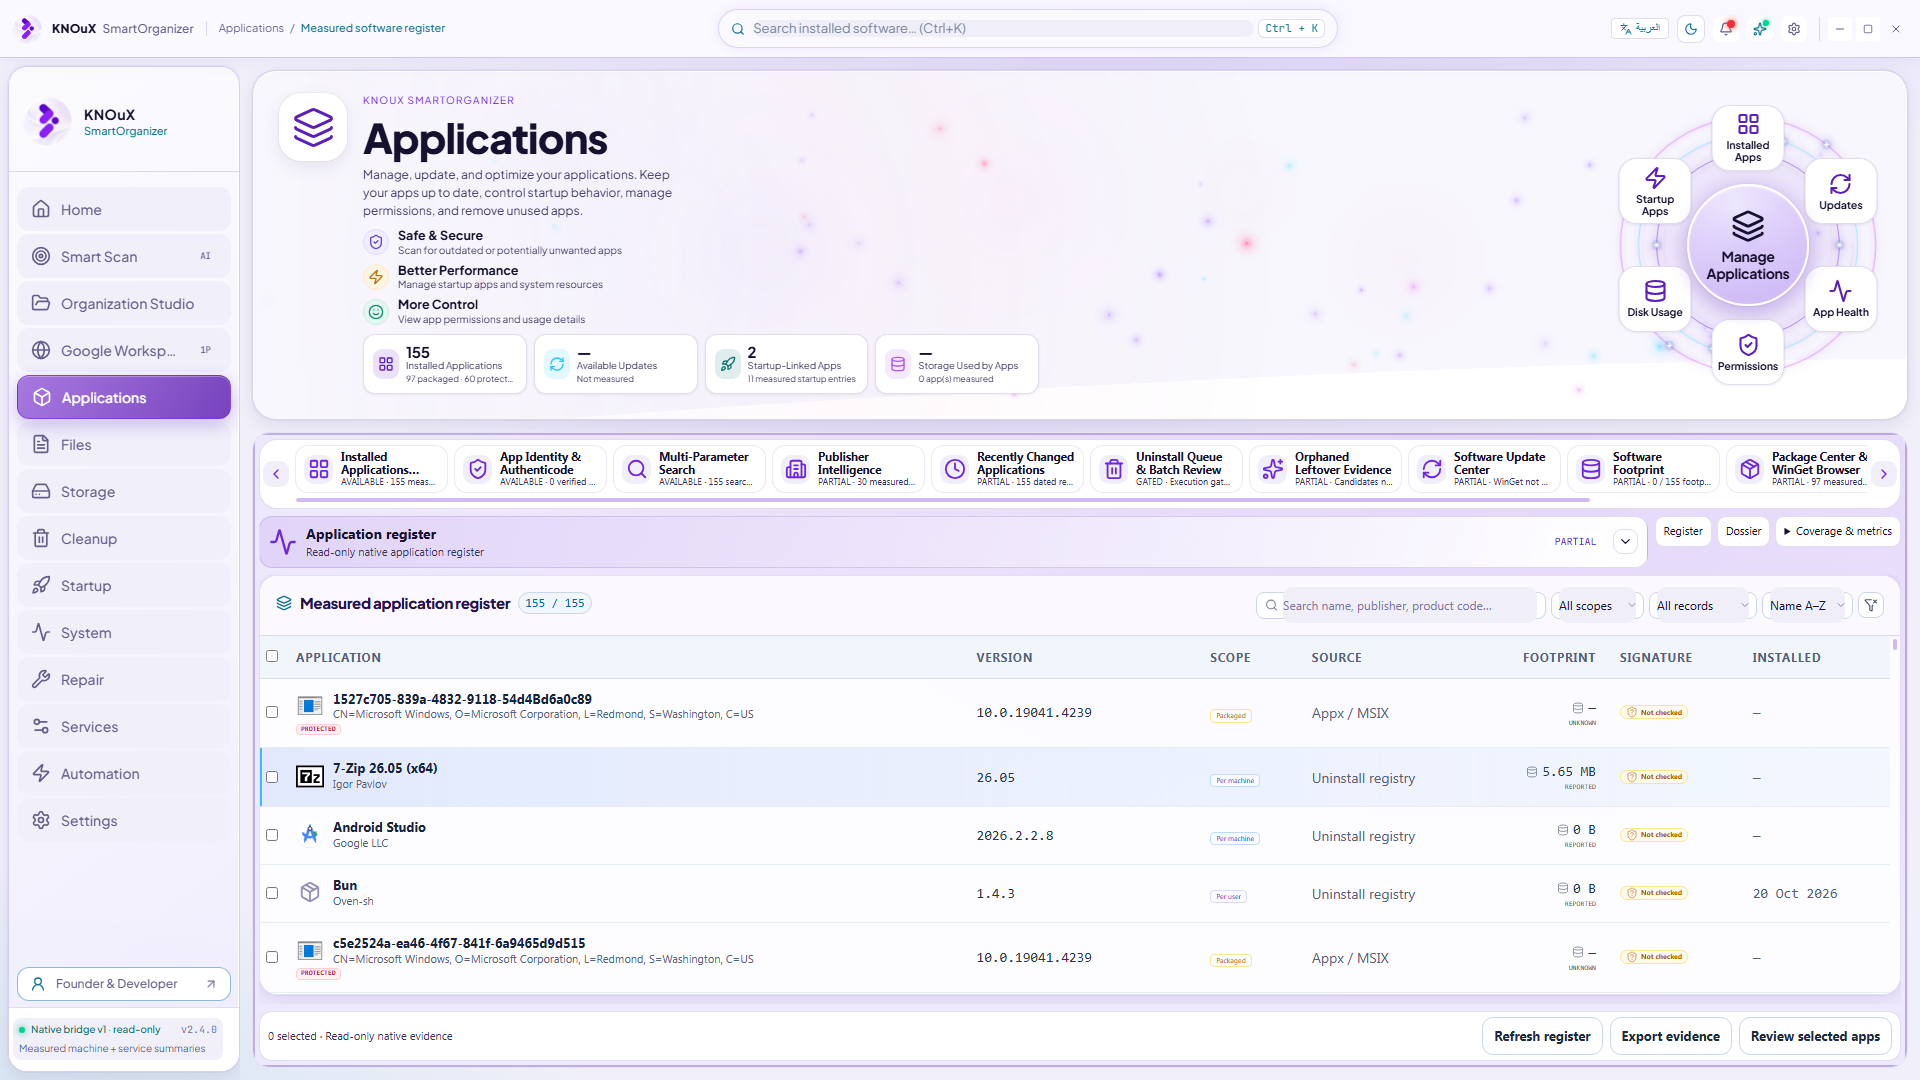 KNOuX SmartOrganizer
Applications / Measured software register
Search installed software... (Ctrl+K)
Ctrl + K
العربية
KNOuX
SmartOrganizer
Home
Smart Scan AI
Organization Studio
Google Worksp... 1P
Applications
Files
Storage
Cleanup
Startup
System
Repair
Services
Automation
Settings
Founder & Developer
Native bridge v1 · read-only v2.4.0
Measured machine + service summaries
KNOUX SMARTORGANIZER
Applications
Manage, update, and optimize your applications. Keep
your apps up to date, control startup behavior, manage
permissions, and remove unused apps.
Safe & Secure
Scan for outdated or potentially unwanted apps
Better Performance
Manage startup apps and system resources
More Control
View app permissions and usage details
155
Installed Applications
97 packaged · 60 protect...
—
Available Updates
Not measured
2
Startup-Linked Apps
11 measured startup entries
—
Storage Used by Apps
0 app(s) measured
Installed
Apps
Startup
Apps
Updates
Manage
Applications
Disk Usage
App Health
Permissions
Installed
Applications...
AVAILABLE · 155 meas...
App Identity &
Authenticode
AVAILABLE · 0 verified ...
Multi-Parameter
Search
AVAILABLE · 155 searc...
Publisher
Intelligence
PARTIAL · 30 measured...
Recently Changed
Applications
PARTIAL · 155 dated re...
Uninstall Queue
& Batch Review
GATED · Execution gat...
Orphaned
Leftover Evidence
PARTIAL · Candidates n...
Software Update
Center
PARTIAL · WinGet not ...
Software
Footprint
PARTIAL · 0 / 155 footp...
Package Center &
WinGet Browser
PARTIAL · 97 measured...
Application register
Read-only native application register
PARTIAL
Register
Dossier
Coverage & metrics
Measured application register 155 / 155
Search name, publisher, product code...
All scopes
All records
Name A–Z
APPLICATION VERSION SCOPE SOURCE FOOTPRINT SIGNATURE INSTALLED
1527c705-839a-4832-9118-54d4Bd6a0c89
CN=Microsoft Windows, O=Microsoft Corporation, L=Redmond, S=Washington, C=US
PROTECTED
10.0.19041.4239 Packaged Appx / MSIX — UNKNOWN Not checked —
7-Zip 26.05 (x64)
Igor Pavlov
26.05 Per machine Uninstall registry 5.65 MB REPORTED Not checked —
Android Studio
Google LLC
2026.2.2.8 Per machine Uninstall registry 0 B REPORTED Not checked —
Bun
Oven-sh
1.4.3 Per user Uninstall registry 0 B REPORTED Not checked 20 Oct 2026
c5e2524a-ea46-4f67-841f-6a9465d9d515
CN=Microsoft Windows, O=Microsoft Corporation, L=Redmond, S=Washington, C=US
PROTECTED
10.0.19041.4239 Packaged Appx / MSIX — UNKNOWN Not checked —
0 selected · Read-only native evidence
Refresh register
Export evidence
Review selected apps